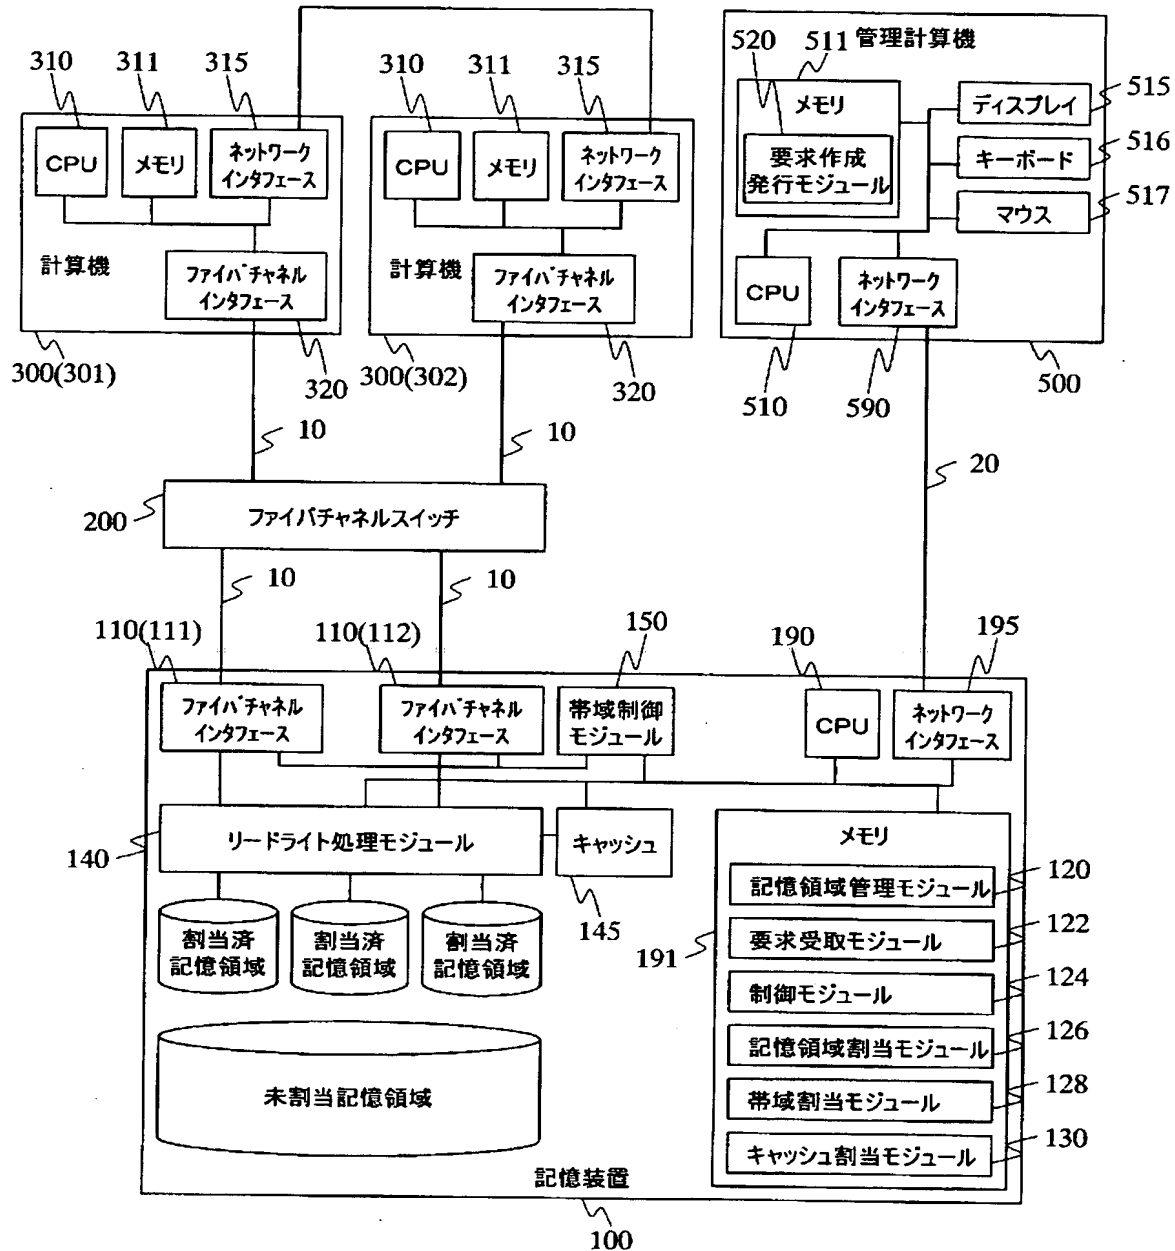 310
311
315
CPU
メモリ
ネットワーク
インタフェース
計算機
ファイバチャネル
インタフェース
300(301)
320
310
311
315
CPU
メモリ
ネットワーク
インタフェース
計算機
ファイバチャネル
インタフェース
300(302)
320
520
511
管理計算機
メモリ
要求作成
発行モジュール
ディスプレイ
515
キーボード
516
マウス
517
CPU
ネットワーク
インタフェース
510
590
500
10
10
20
200
ファイバチャネルスイッチ
10
10
110(111)
110(112)
150
190
195
ファイバチャネル
インタフェース
ファイバチャネル
インタフェース
帯域制御
モジュール
CPU
ネットワーク
インタフェース
140
リードライト処理モジュール
キャッシュ
145
割当済
記憶領域
割当済
記憶領域
割当済
記憶領域
未割当記憶領域
191
メモリ
記憶領域管理モジュール
120
要求受取モジュール
122
制御モジュール
124
記憶領域割当モジュール
126
帯域割当モジュール
128
キャッシュ割当モジュール
130
記憶装置
100